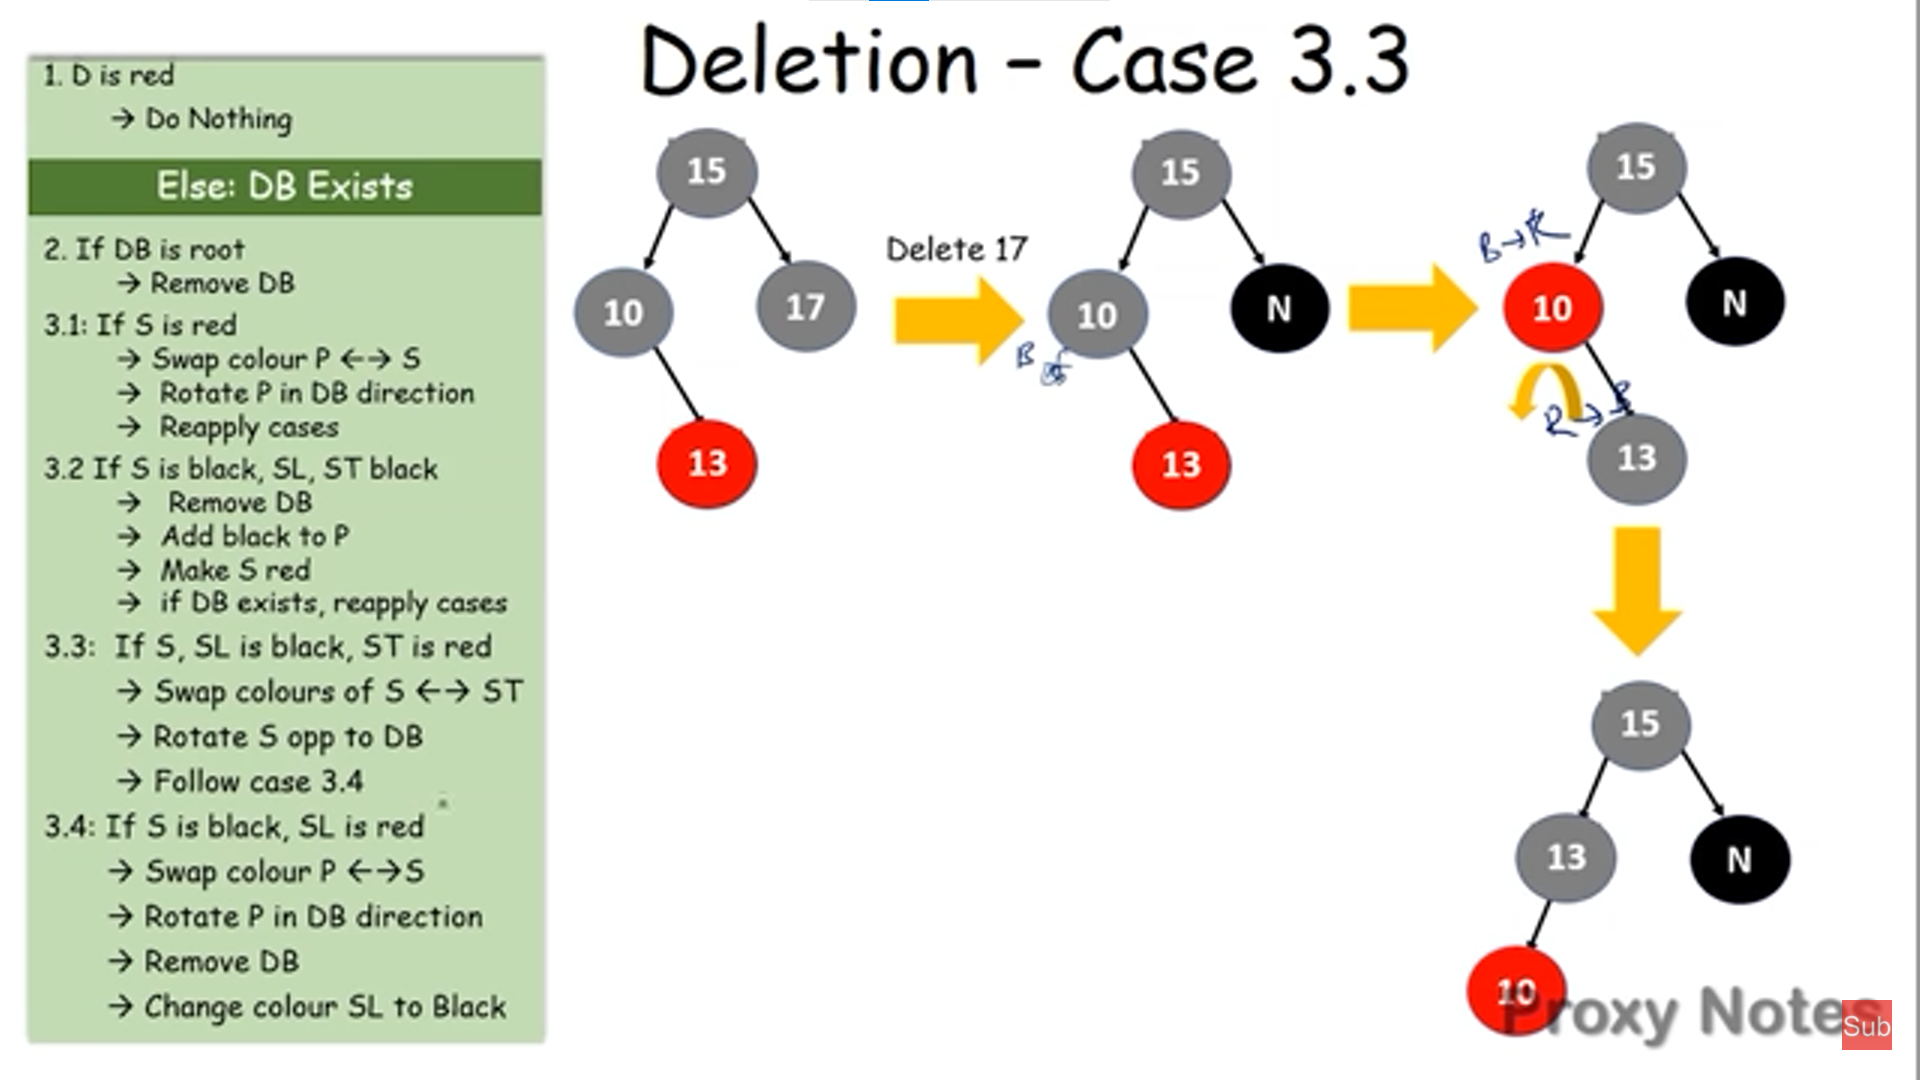 Deletion – Case 3.3
1. D is red
→ Do Nothing
Else: DB Exists
2. If DB is root
→ Remove DB
3.1: If S is red
→ Swap colour P ←→ S
→ Rotate P in DB direction
→ Reapply cases
3.2 If S is black, SL, ST black
→ Remove DB
→ Add black to P
→ Make S red
→ if DB exists, reapply cases
3.3: If S, SL is black, ST is red
→ Swap colours of S ←→ ST
→ Rotate S opp to DB
→ Follow case 3.4
3.4: If S is black, SL is red
→ Swap colour P ←→S
→ Rotate P in DB direction
→ Remove DB
→ Change colour SL to Black
15
10
17
13
Delete 17
15
10
N
B
13
15
B→R
10
N
R→B
13
15
13
N
10
Proxy Notes
Sub